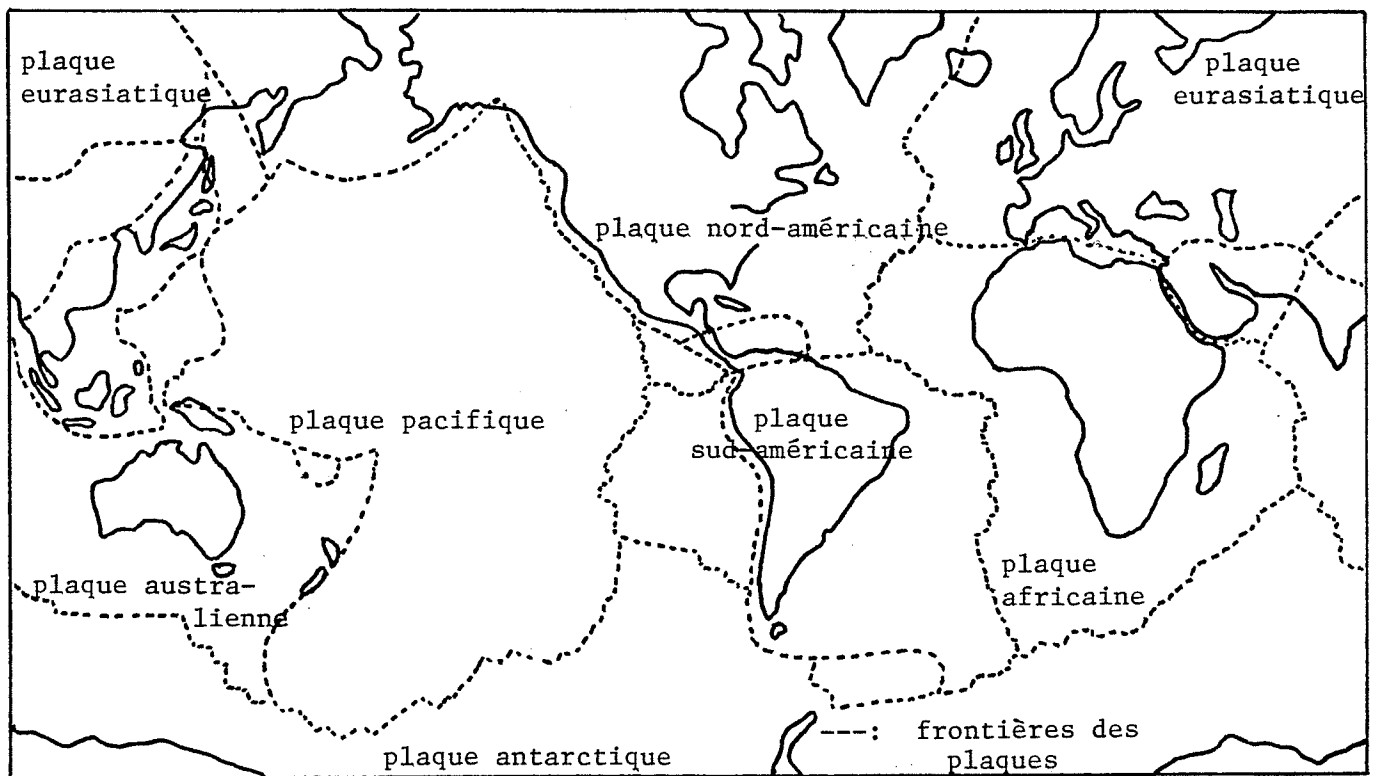 plaque
eurasiatique
plaque
eurasiatique
plaque nord-américaine
plaque pacifique
plaque
sud-américaine
plaque austra-
lienne
plaque
africaine
---: frontières des
plaques
plaque antarctique